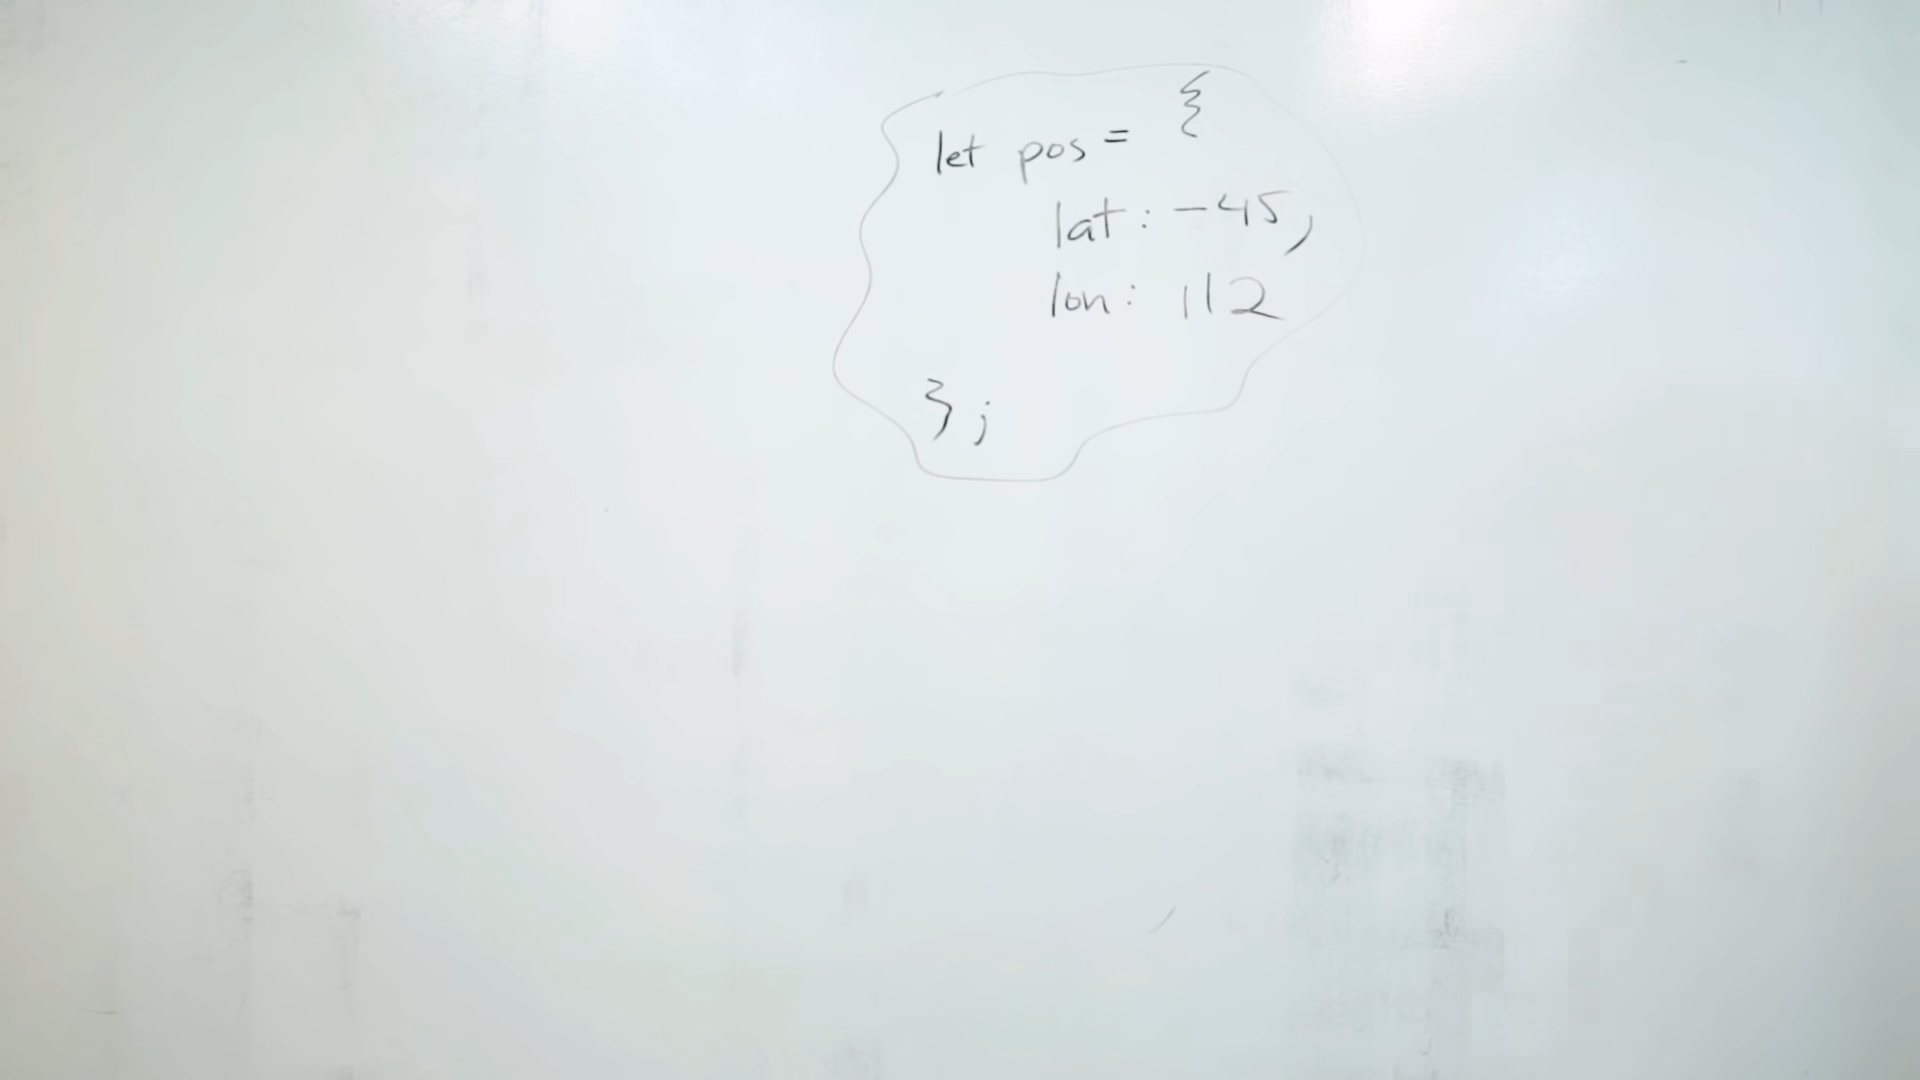 let pos = {
lat: -45,
lon: 112
};